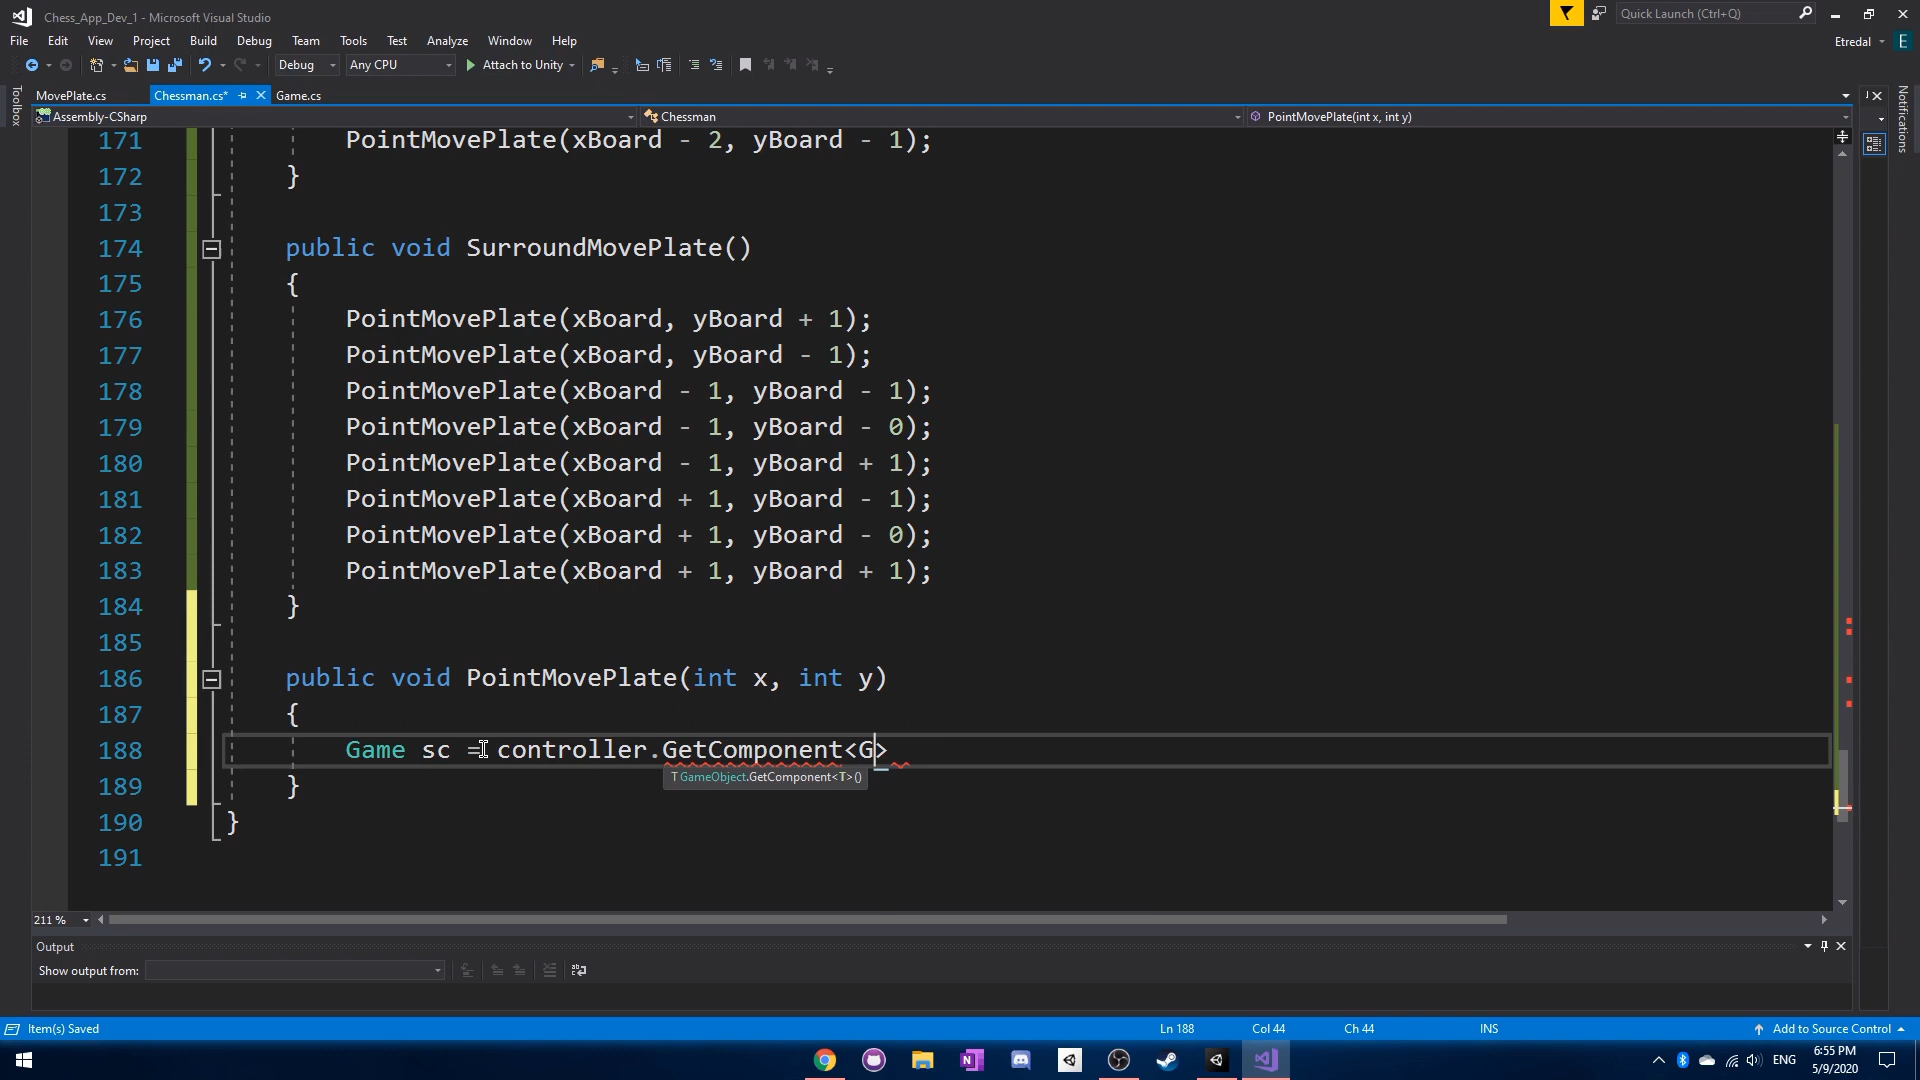 Chess_App_Dev_1 - Microsoft Visual Studio
Quick Launch (Ctrl+Q)
File Edit View Project Build Debug Team Tools Test Analyze Window Help
Etredal E
Debug Any CPU Attach to Unity
Toolbox
MovePlate.cs Chessman.cs* Game.cs
Notifications
Assembly-CSharp Chessman PointMovePlate(int x, int y)
171 PointMovePlate(xBoard - 2, yBoard - 1);
172 }
173
174 public void SurroundMovePlate()
175 {
176 PointMovePlate(xBoard, yBoard + 1);
177 PointMovePlate(xBoard, yBoard - 1);
178 PointMovePlate(xBoard - 1, yBoard - 1);
179 PointMovePlate(xBoard - 1, yBoard - 0);
180 PointMovePlate(xBoard - 1, yBoard + 1);
181 PointMovePlate(xBoard + 1, yBoard - 1);
182 PointMovePlate(xBoard + 1, yBoard - 0);
183 PointMovePlate(xBoard + 1, yBoard + 1);
184 }
185
186 public void PointMovePlate(int x, int y)
187 {
188 Game sc = controller.GetComponent<G>
T GameObject.GetComponent<T>()
189 }
190 }
191
211 %
Output
Show output from:
Item(s) Saved Ln 188 Col 44 Ch 44 INS Add to Source Control
ENG 6:55 PM
5/9/2020